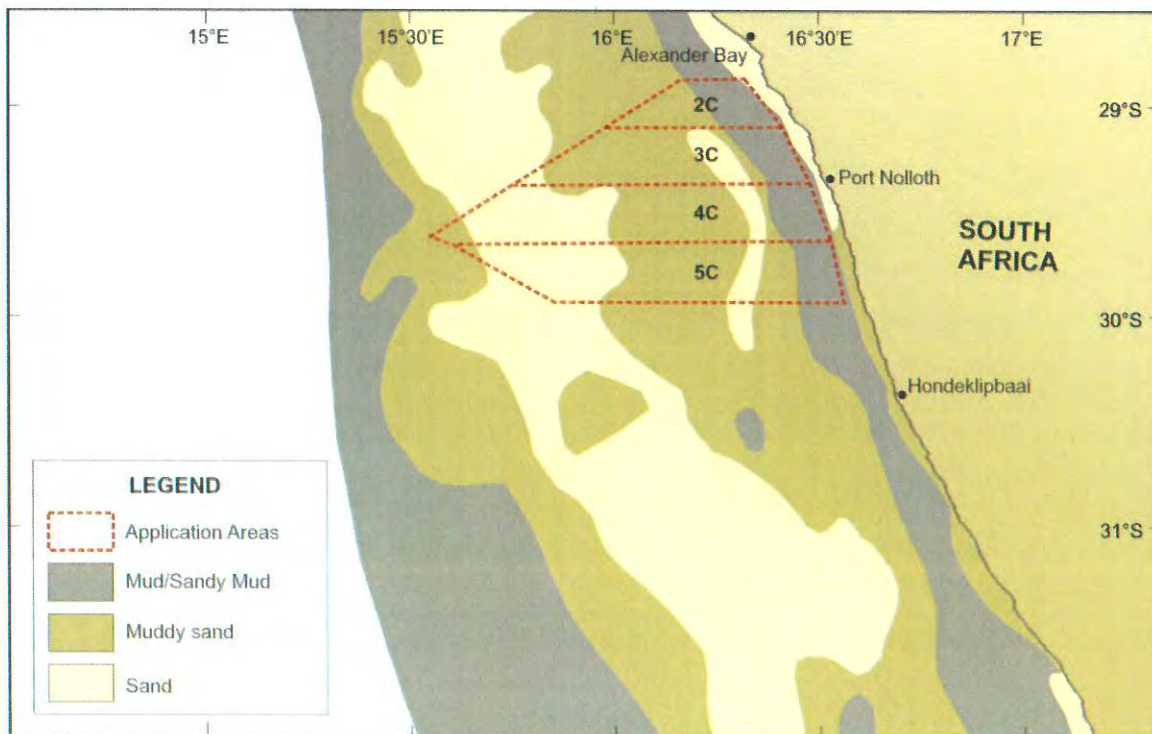 15°E
15°30'E
16°E
16°30'E
17°E
Alexander Bay
2C
29°S
3C
Port Nolloth
4C
SOUTH
AFRICA
5C
30°S
Hondeklipbaai
LEGEND
Application Areas
31°S
Mud/Sandy Mud
Muddy sand
Sand